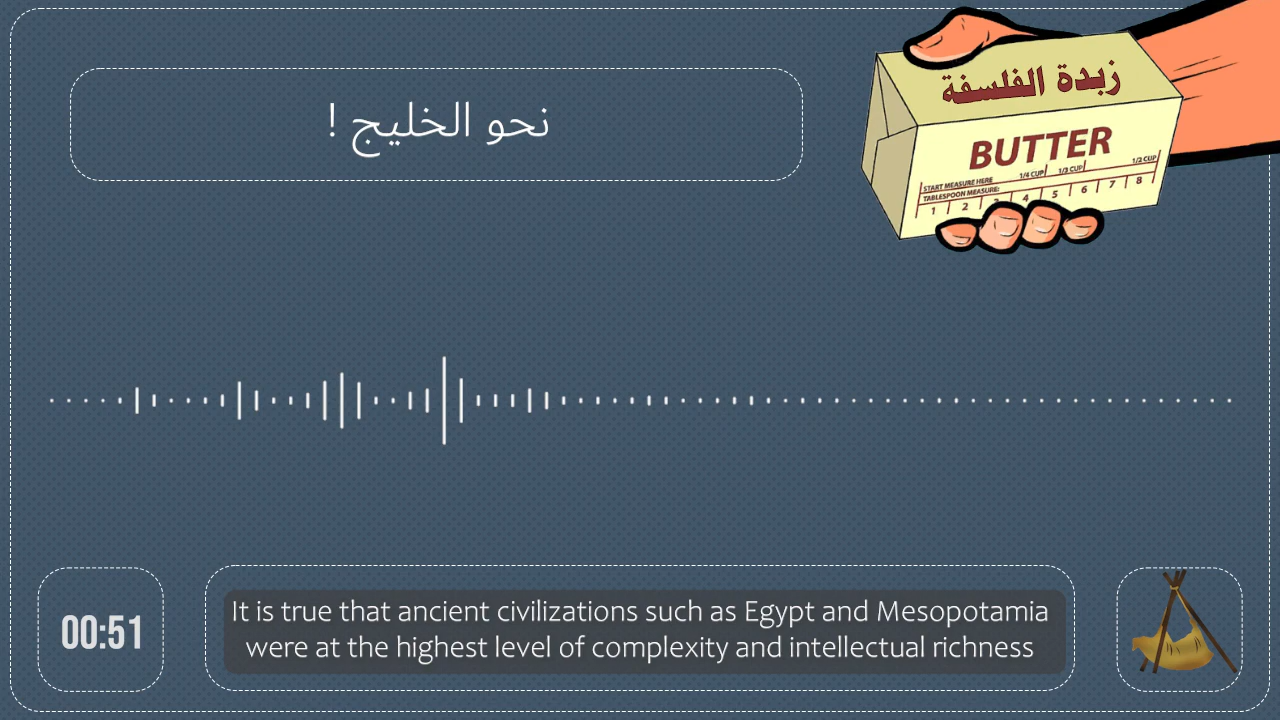 زبدة الفلسفة
BUTTER
START MEASURE HERE 1/4 CUP 1/3 CUP 1/2 CUP
TABLESPOON MEASURE:
1 2 3 4 5 6 7 8
نحو الخليج !
00:51
It is true that ancient civilizations such as Egypt and Mesopotamia
were at the highest level of complexity and intellectual richness